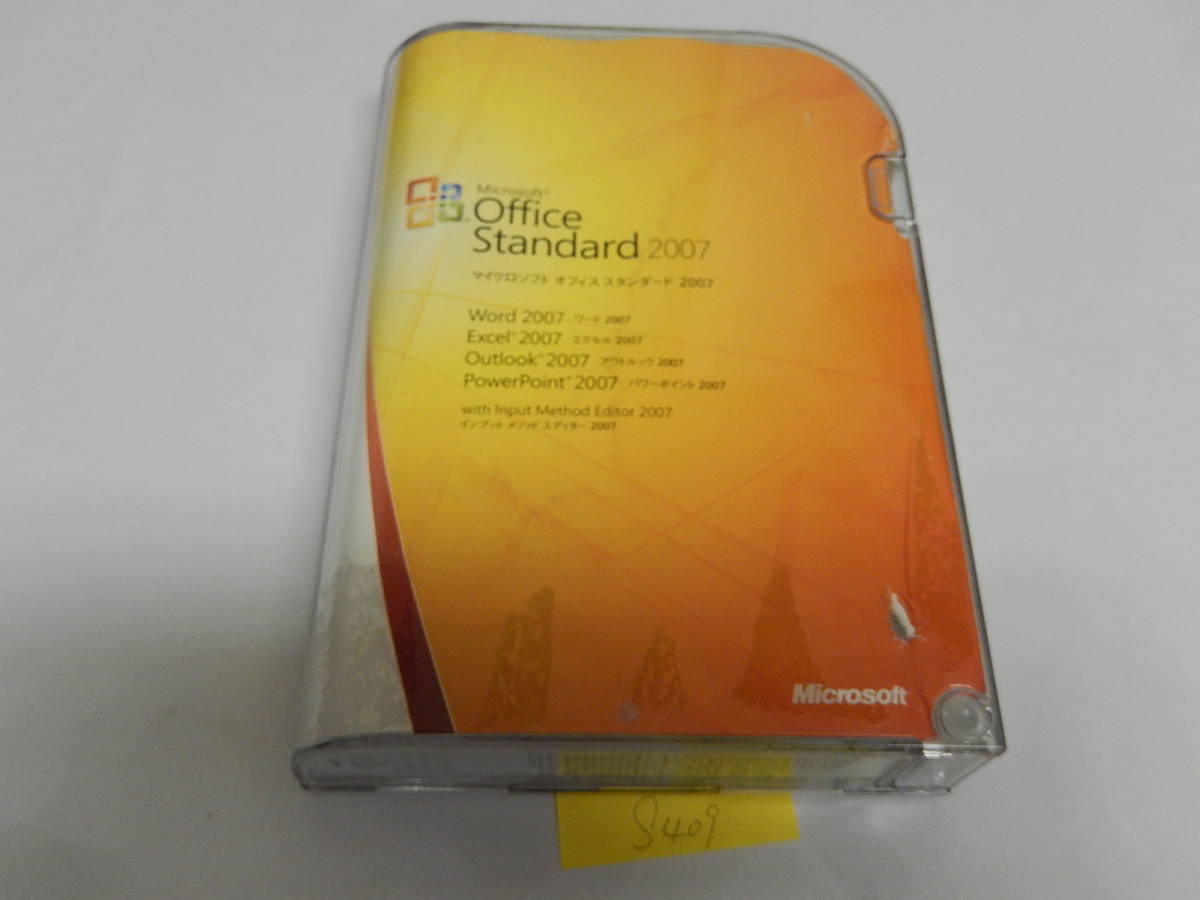 Microsoft®
Office
Standard 2007
マイクロソフト オフィス スタンダード 2007
Word 2007 ワード 2007
Excel® 2007 エクセル 2007
Outlook® 2007 アウトルック 2007
PowerPoint® 2007 パワーポイント 2007
with Input Method Editor 2007
インプット メソッド エディター 2007
Microsoft
S409